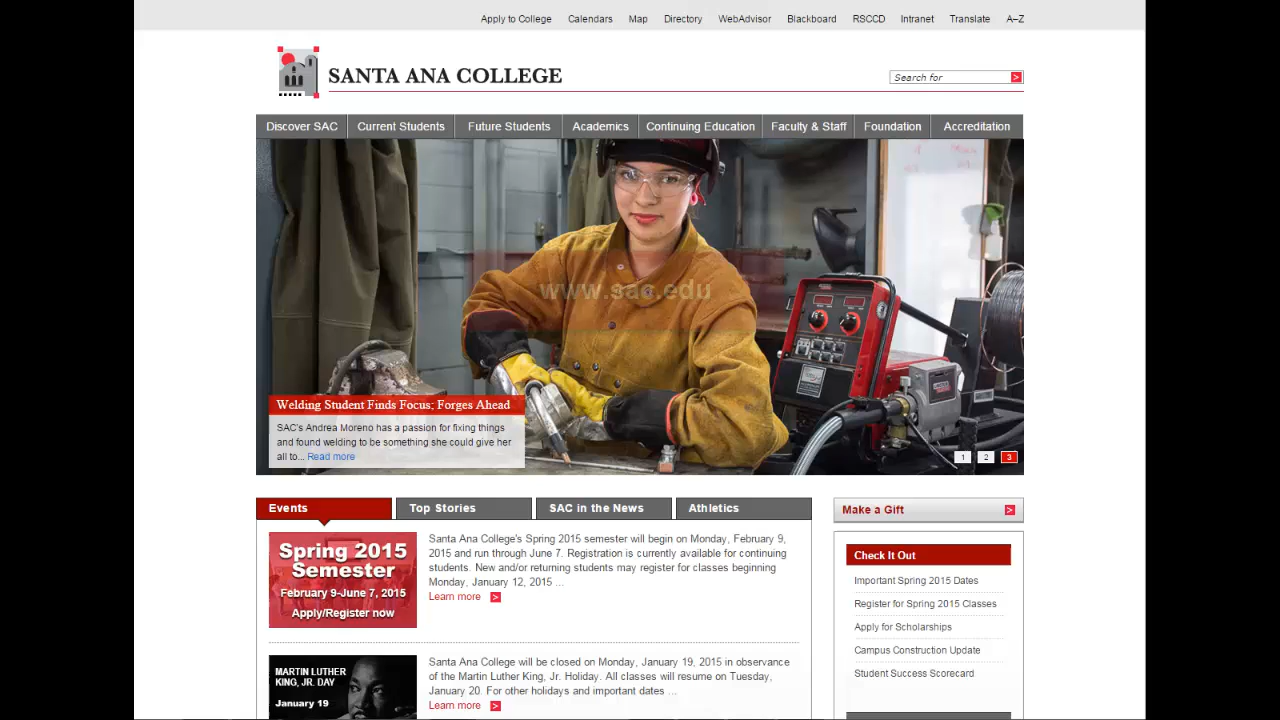 Apply to College Calendars Map Directory WebAdvisor Blackboard RSCCD Intranet Translate A–Z
SANTA ANA COLLEGE
Search for
Discover SAC Current Students Future Students Academics Continuing Education Faculty & Staff Foundation Accreditation
www.sac.edu
Welding Student Finds Focus; Forges Ahead
SAC's Andrea Moreno has a passion for fixing things
and found welding to be something she could give her
all to... Read more
1 2 3
Events Top Stories SAC in the News Athletics
Spring 2015
Semester
February 9-June 7, 2015
Apply/Register now
Santa Ana College's Spring 2015 semester will begin on Monday, February 9,
2015 and run through June 7. Registration is currently available for continuing
students. New and/or returning students may register for classes beginning
Monday, January 12, 2015 ...
Learn more
MARTIN LUTHER
KING, JR. DAY
January 19
Santa Ana College will be closed on Monday, January 19, 2015 in observance
of the Martin Luther King, Jr. Holiday. All classes will resume on Tuesday,
January 20. For other holidays and important dates ...
Learn more
Make a Gift
Check It Out
Important Spring 2015 Dates
Register for Spring 2015 Classes
Apply for Scholarships
Campus Construction Update
Student Success Scorecard